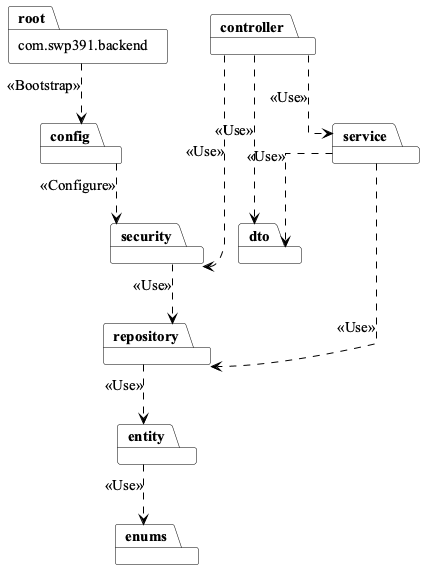 root
controller
com.swp391.backend
«Bootstrap»
«Use»
config
«Use»
service
«Use»
«Use»
«Configure»
security
dto
«Use»
repository
«Use»
«Use»
entity
«Use»
enums